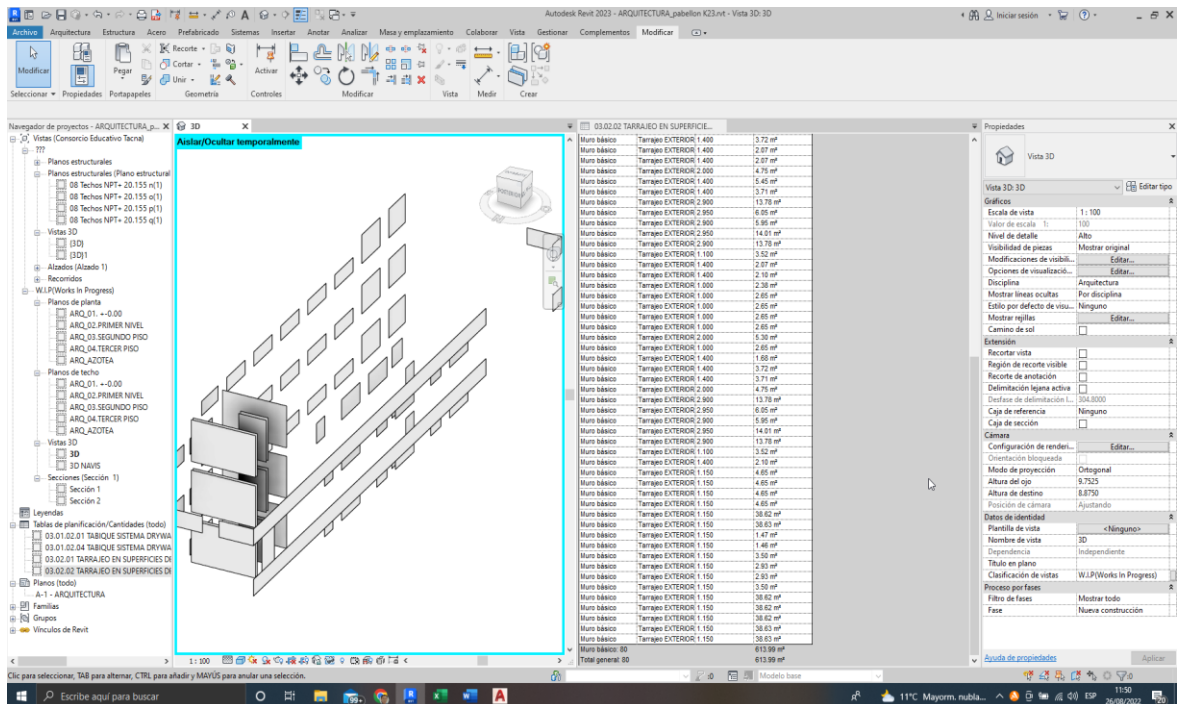 Autodesk Revit 2023 - ARQUITECTURA_pabellon K23.rvt - Vista 3D: 3D
Iniciar sesión
Archivo Arquitectura Estructura Acero Prefabricado Sistemas Insertar Anotar Analizar Masa y emplazamiento Colaborar Vista Gestionar Complementos Modificar
Modificar
Pegar
Recorte
Cortar
Unir
Activar
Seleccionar Propiedades Portapapeles Geometría Controles Modificar Vista Medir Crear
Navegador de proyectos - ARQUITECTURA_p...
Vistas (Consorcio Educativo Tacna)
???
Planos estructurales
Planos estructurales (Plano estructural
08 Techos NPT+ 20.155 n(1)
08 Techos NPT+ 20.155 o(1)
08 Techos NPT+ 20.155 p(1)
08 Techos NPT+ 20.155 q(1)
Vistas 3D
{3D}
{3D}1
Alzados (Alzado 1)
Recorridos
W.I.P(Works In Progress)
Planos de planta
ARQ_01. +-0.00
ARQ_02.PRIMER NIVEL
ARQ_03.SEGUNDO PISO
ARQ_04.TERCER PISO
ARQ_AZOTEA
Planos de techo
ARQ_01. +-0.00
ARQ_02.PRIMER NIVEL
ARQ_03.SEGUNDO PISO
ARQ_04.TERCER PISO
ARQ_AZOTEA
Vistas 3D
3D
3D NAVIS
Secciones (Sección 1)
Sección 1
Sección 2
Leyendas
Tablas de planificación/Cantidades (todo)
03.01.02.01 TABIQUE SISTEMA DRYWA
03.01.02.04 TABIQUE SISTEMA DRYWA
03.02.01 TARRAJEO EN SUPERFICIES DE
03.02.02 TARRAJEO EN SUPERFICIES DE
Planos (todo)
A-1 - ARQUITECTURA
Familias
Grupos
Vínculos de Revit
3D
Aislar/Ocultar temporalmente
1 : 100
03.02.02 TARRAJEO EN SUPERFICIE...
Muro básico Tarrajeo EXTERIOR 1.400 3.72 m²
Muro básico Tarrajeo EXTERIOR 1.400 2.07 m²
Muro básico Tarrajeo EXTERIOR 1.400 2.07 m²
Muro básico Tarrajeo EXTERIOR 2.000 4.75 m²
Muro básico Tarrajeo EXTERIOR 1.400 5.45 m²
Muro básico Tarrajeo EXTERIOR 1.400 3.71 m²
Muro básico Tarrajeo EXTERIOR 2.900 13.78 m²
Muro básico Tarrajeo EXTERIOR 2.950 6.05 m²
Muro básico Tarrajeo EXTERIOR 2.900 5.95 m²
Muro básico Tarrajeo EXTERIOR 2.950 14.01 m²
Muro básico Tarrajeo EXTERIOR 2.900 13.78 m²
Muro básico Tarrajeo EXTERIOR 1.100 3.52 m²
Muro básico Tarrajeo EXTERIOR 1.400 2.07 m²
Muro básico Tarrajeo EXTERIOR 1.400 2.10 m²
Muro básico Tarrajeo EXTERIOR 1.000 2.38 m²
Muro básico Tarrajeo EXTERIOR 1.000 2.65 m²
Muro básico Tarrajeo EXTERIOR 1.000 2.65 m²
Muro básico Tarrajeo EXTERIOR 1.000 2.65 m²
Muro básico Tarrajeo EXTERIOR 1.000 2.65 m²
Muro básico Tarrajeo EXTERIOR 2.000 5.30 m²
Muro básico Tarrajeo EXTERIOR 1.000 2.65 m²
Muro básico Tarrajeo EXTERIOR 1.400 1.68 m²
Muro básico Tarrajeo EXTERIOR 1.400 3.72 m²
Muro básico Tarrajeo EXTERIOR 1.400 3.71 m²
Muro básico Tarrajeo EXTERIOR 2.000 4.75 m²
Muro básico Tarrajeo EXTERIOR 2.900 13.78 m²
Muro básico Tarrajeo EXTERIOR 2.950 6.05 m²
Muro básico Tarrajeo EXTERIOR 2.900 5.95 m²
Muro básico Tarrajeo EXTERIOR 2.950 14.01 m²
Muro básico Tarrajeo EXTERIOR 2.900 13.78 m²
Muro básico Tarrajeo EXTERIOR 1.100 3.52 m²
Muro básico Tarrajeo EXTERIOR 1.400 2.10 m²
Muro básico Tarrajeo EXTERIOR 1.150 4.65 m²
Muro básico Tarrajeo EXTERIOR 1.150 4.65 m²
Muro básico Tarrajeo EXTERIOR 1.150 4.65 m²
Muro básico Tarrajeo EXTERIOR 1.150 4.65 m²
Muro básico Tarrajeo EXTERIOR 1.150 38.62 m²
Muro básico Tarrajeo EXTERIOR 1.150 38.63 m²
Muro básico Tarrajeo EXTERIOR 1.150 1.47 m²
Muro básico Tarrajeo EXTERIOR 1.150 1.46 m²
Muro básico Tarrajeo EXTERIOR 1.150 3.50 m²
Muro básico Tarrajeo EXTERIOR 1.150 2.93 m²
Muro básico Tarrajeo EXTERIOR 1.150 2.93 m²
Muro básico Tarrajeo EXTERIOR 1.150 3.50 m²
Muro básico Tarrajeo EXTERIOR 1.150 38.62 m²
Muro básico Tarrajeo EXTERIOR 1.150 38.62 m²
Muro básico Tarrajeo EXTERIOR 1.150 38.62 m²
Muro básico Tarrajeo EXTERIOR 1.150 38.63 m²
Muro básico Tarrajeo EXTERIOR 1.150 38.63 m²
Muro básico: 80 613.99 m²
Total general: 80 613.99 m²
Propiedades
Vista 3D
Vista 3D: 3D Editar tipo
Gráficos
Escala de vista 1 : 100
Valor de escala 1: 100
Nivel de detalle Alto
Visibilidad de piezas Mostrar original
Modificaciones de visibili... Editar...
Opciones de visualizació... Editar...
Disciplina Arquitectura
Mostrar líneas ocultas Por disciplina
Estilo por defecto de visu... Ninguno
Mostrar rejillas Editar...
Camino de sol
Extensión
Recortar vista
Región de recorte visible
Recorte de anotación
Delimitación lejana activa
Desfase de delimitación l... 304.8000
Caja de referencia Ninguno
Caja de sección
Cámara
Configuración de renderi... Editar...
Orientación bloqueada
Modo de proyección Ortogonal
Altura del ojo 9.7525
Altura de destino 8.8750
Posición de cámara Ajustando
Datos de identidad
Plantilla de vista <Ninguno>
Nombre de vista 3D
Dependencia Independiente
Título en plano
Clasificación de vistas W.I.P(Works In Progress)
Proceso por fases
Filtro de fases Mostrar todo
Fase Nueva construcción
Ayuda de propiedades Aplicar
Clic para seleccionar, TAB para alternar, CTRL para añadir y MAYÚS para anular una selección.
:0 Modelo base :0
Escribe aquí para buscar
99+
11°C Mayorm. nubla...
ESP
11:50
26/08/2022